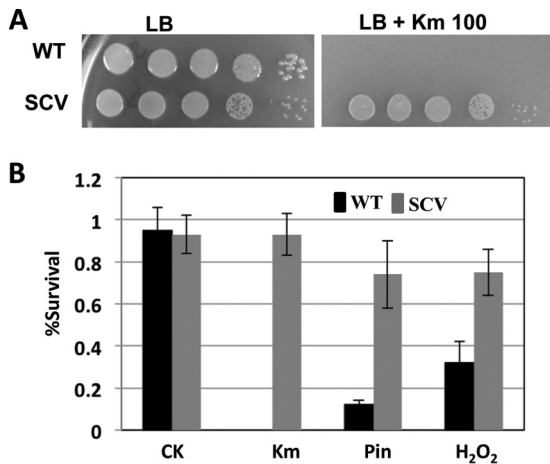 A
LB
LB + Km 100
WT
SCV
B
1.2
1
0.8
0.6
0.4
0.2
0
%Survival
WT
SCV
CK
Km
Pin
H₂O₂